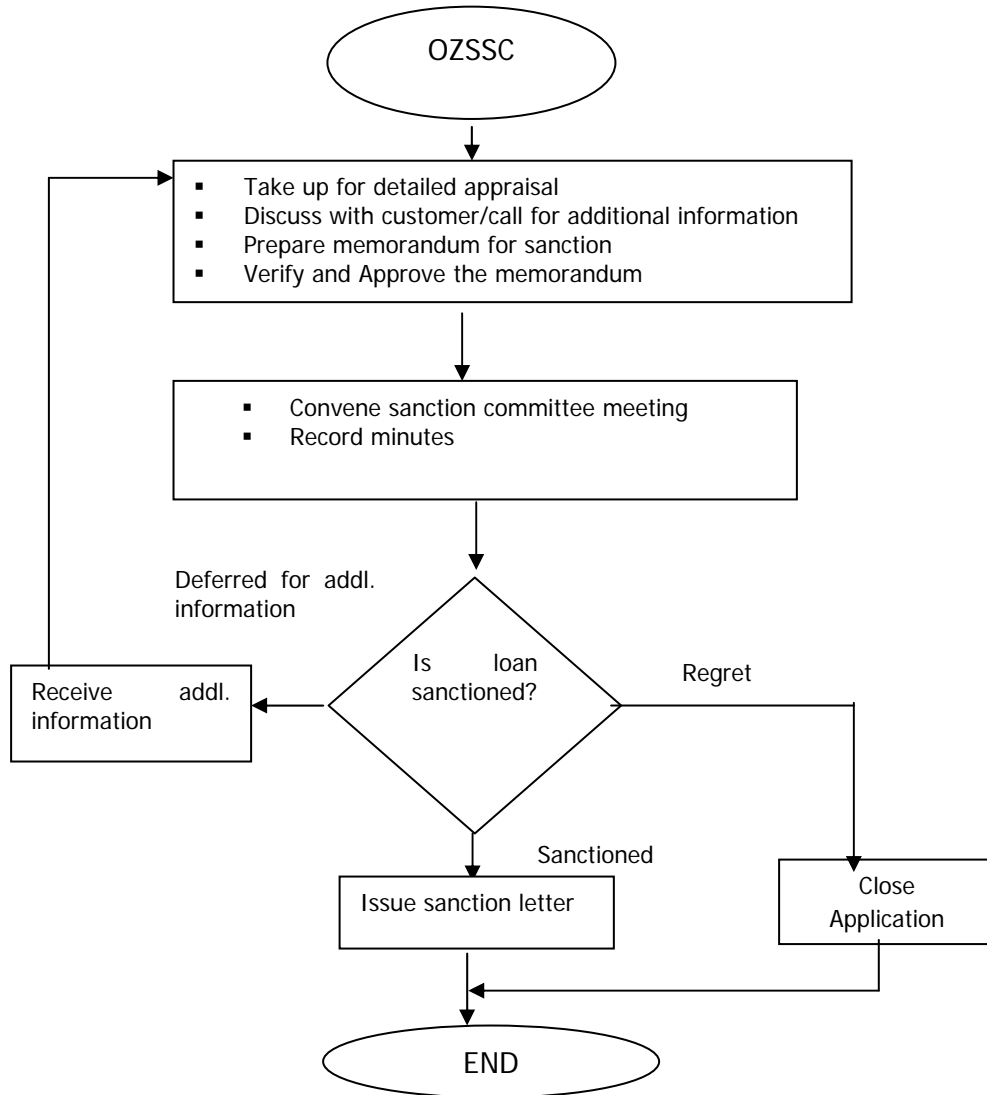 OZSSC
▪ Take up for detailed appraisal
▪ Discuss with customer/call for additional information
▪ Prepare memorandum for sanction
▪ Verify and Approve the memorandum
▪ Convene sanction committee meeting
▪ Record minutes
Deferred for addl.
information
Is loan
sanctioned?
Regret
Receive addl.
information
Sanctioned
Issue sanction letter
Close
Application
END